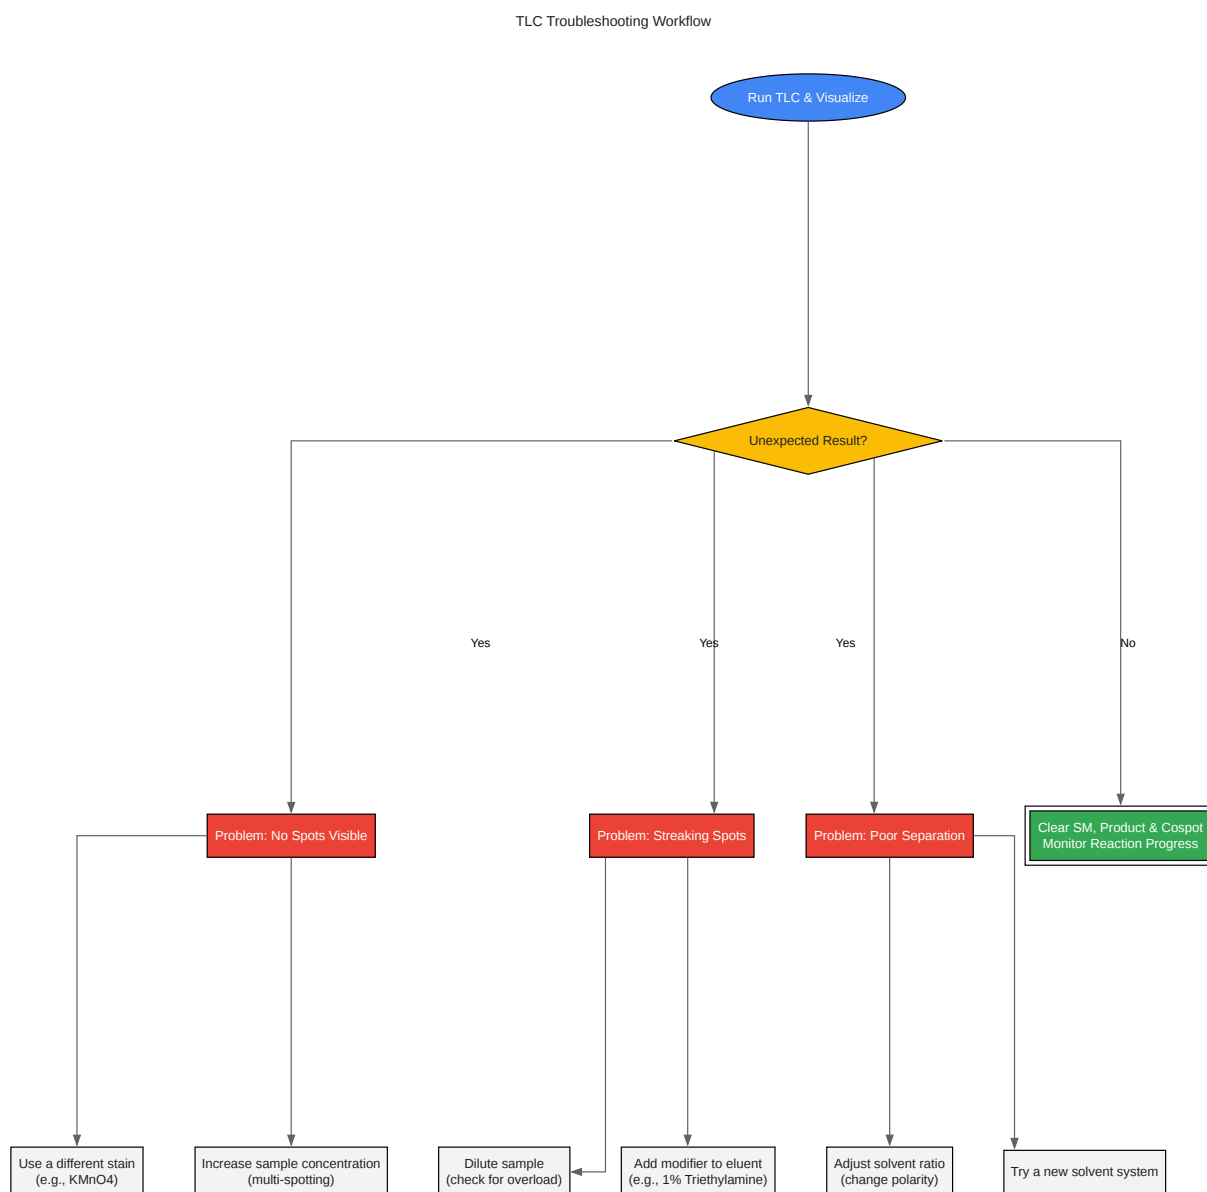 TLC Troubleshooting Workflow
Run TLC & Visualize
Unexpected Result?
Yes
Yes
Yes
No
Problem: No Spots Visible
Problem: Streaking Spots
Problem: Poor Separation
Clear SM, Product & Cospot
Monitor Reaction Progress
Use a different stain
(e.g., KMnO4)
Increase sample concentration
(multi-spotting)
Dilute sample
(check for overload)
Add modifier to eluent
(e.g., 1% Triethylamine)
Adjust solvent ratio
(change polarity)
Try a new solvent system